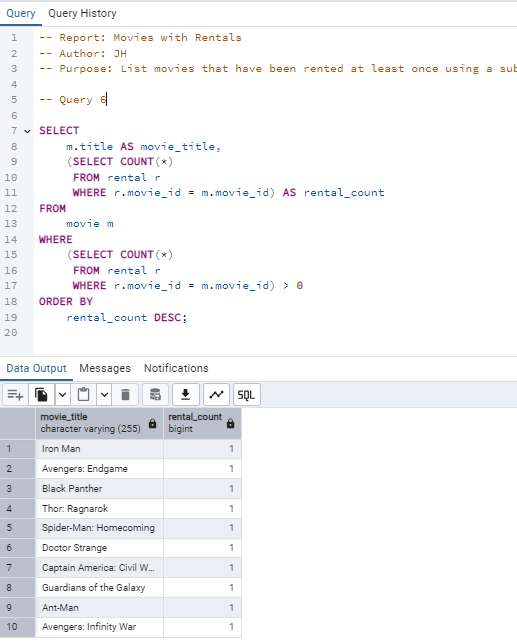 Query Query History
1 -- Report: Movies with Rentals
2 -- Author: JH
3 -- Purpose: List movies that have been rented at least once using a sub
4
5 -- Query 6
6
7 SELECT
8 m.title AS movie_title,
9 (SELECT COUNT(*)
10 FROM rental r
11 WHERE r.movie_id = m.movie_id) AS rental_count
12 FROM
13 movie m
14 WHERE
15 (SELECT COUNT(*)
16 FROM rental r
17 WHERE r.movie_id = m.movie_id) > 0
18 ORDER BY
19 rental_count DESC;
20
Data Output Messages Notifications
SQL
movie_title rental_count
character varying (255) bigint
1 Iron Man 1
2 Avengers: Endgame 1
3 Black Panther 1
4 Thor: Ragnarok 1
5 Spider-Man: Homecoming 1
6 Doctor Strange 1
7 Captain America: Civil W... 1
8 Guardians of the Galaxy 1
9 Ant-Man 1
10 Avengers: Infinity War 1